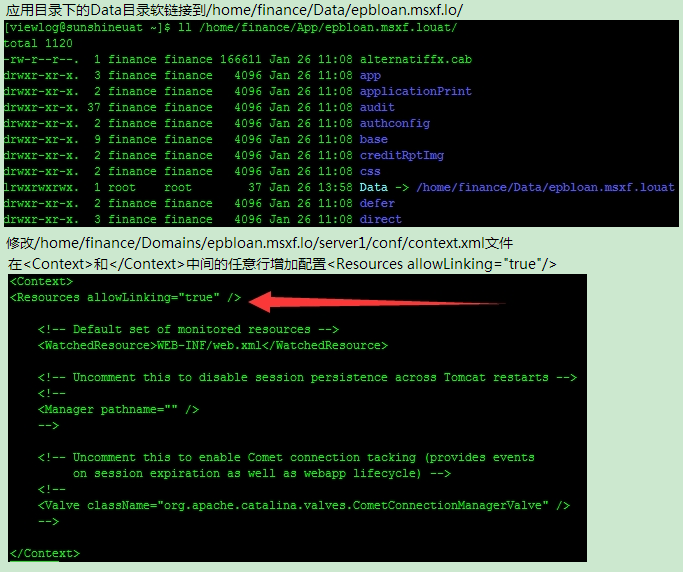 应用目录下的Data目录软链接到/home/finance/Data/epbloan.msxf.lo/
[viewlog@sunshineuat ~]$ ll /home/finance/App/epbloan.msxf.louat/
total 1120
-rw-r--r--. 1 finance finance 166611 Jan 26 11:08 alternatiffx.cab
drwxr-xr-x. 3 finance finance 4096 Jan 26 11:08 app
drwxr-xr-x. 2 finance finance 4096 Jan 26 11:08 applicationPrint
drwxr-xr-x. 37 finance finance 4096 Jan 26 11:08 audit
drwxr-xr-x. 2 finance finance 4096 Jan 26 11:08 authconfig
drwxr-xr-x. 9 finance finance 4096 Jan 26 11:08 base
drwxr-xr-x. 2 finance finance 4096 Jan 26 11:08 creditRptImg
drwxr-xr-x. 2 finance finance 4096 Jan 26 11:08 css
lrwxrwxrwx. 1 root root 37 Jan 26 13:58 Data -> /home/finance/Data/epbloan.msxf.louat
drwxr-xr-x. 2 finance finance 4096 Jan 26 11:08 defer
drwxr-xr-x. 3 finance finance 4096 Jan 26 11:08 direct
修改/home/finance/Domains/epbloan.msxf.lo/server1/conf/context.xml文件
在<Context>和</Context>中间的任意行增加配置<Resources allowLinking="true"/>
<Context>
<Resources allowLinking="true" />
<!-- Default set of monitored resources -->
<WatchedResource>WEB-INF/web.xml</WatchedResource>
<!-- Uncomment this to disable session persistence across Tomcat restarts -->
<!--
<Manager pathname="" />
-->
<!-- Uncomment this to enable Comet connection tacking (provides events
on session expiration as well as webapp lifecycle) -->
<!--
<Valve className="org.apache.catalina.valves.CometConnectionManagerValve" />
-->
</Context>